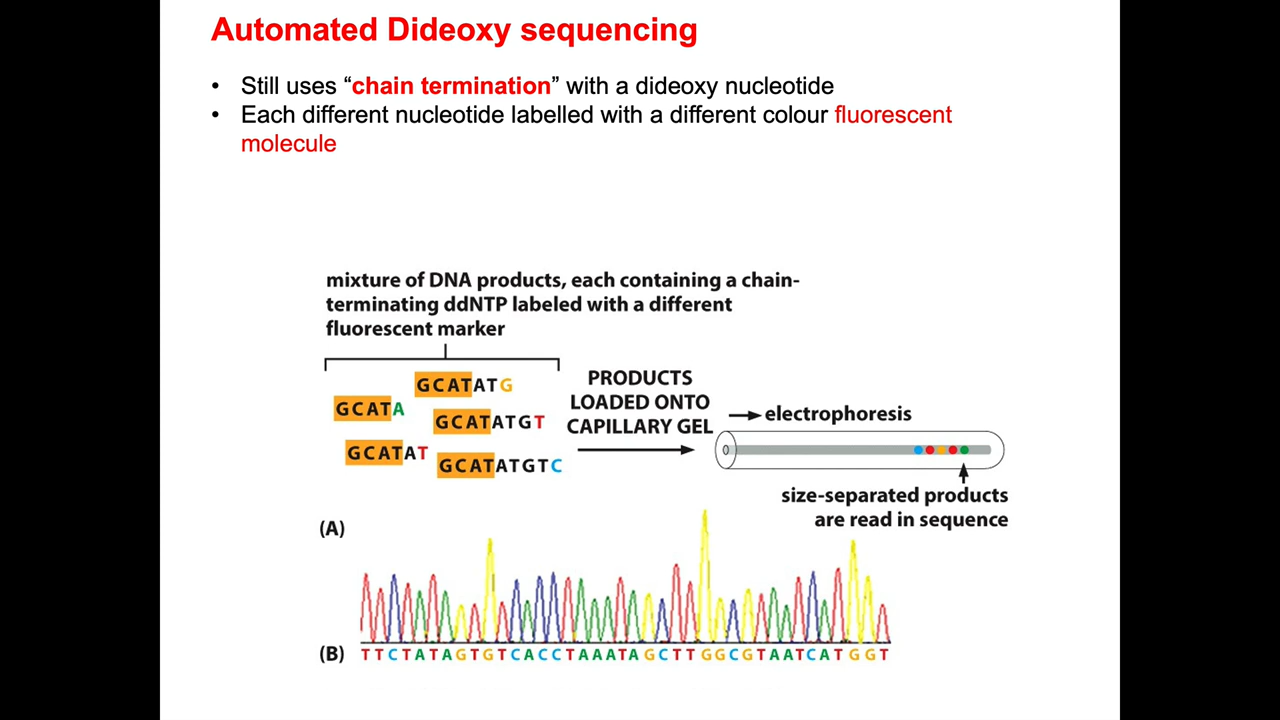 Automated Dideoxy sequencing
• Still uses “chain termination” with a dideoxy nucleotide
• Each different nucleotide labelled with a different colour fluorescent
molecule
mixture of DNA products, each containing a chain-
terminating ddNTP labeled with a different
fluorescent marker
GCATATG
GCATA
GCATATGT
GCATAT
GCATATGTC
PRODUCTS
LOADED ONTO
CAPILLARY GEL
electrophoresis
size-separated products
are read in sequence
(A)
(B) TTCTATAGTGTCACCTAAATAGCTTGGCGTAATCATGGT